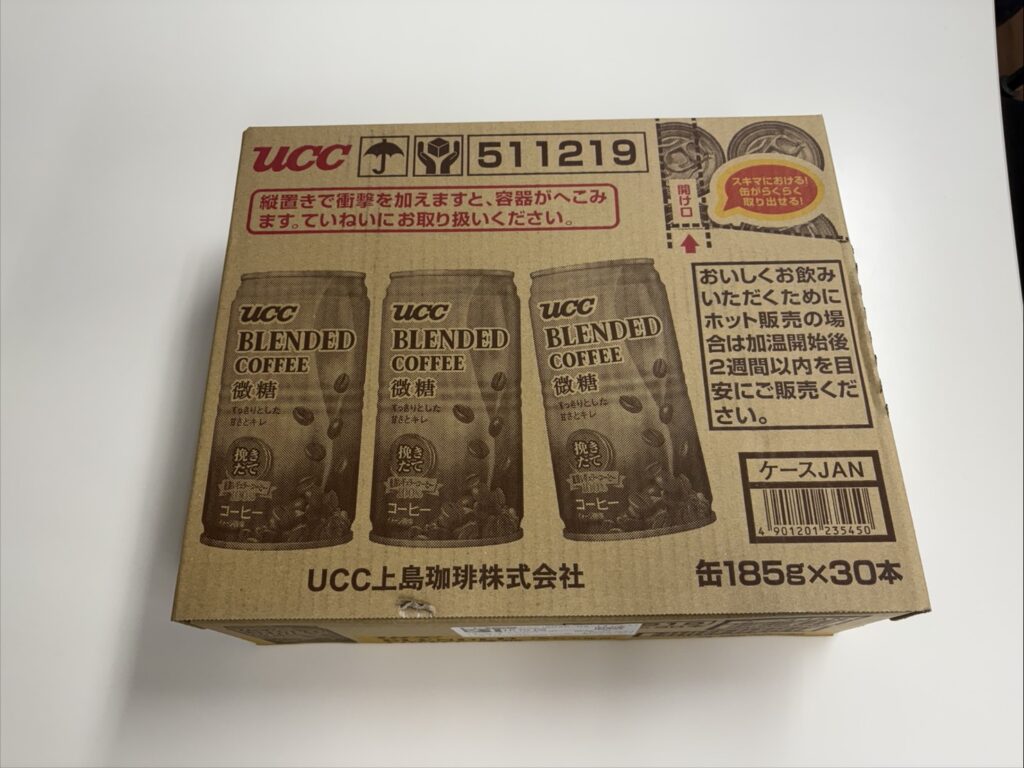 UCC
511219
縦置きで衝撃を加えますと、容器がへこみ
ます。ていねいにお取り扱いください。
開け口
スキマにおける!
缶がらくらく
取り出せる!
おいしくお飲み
いただくために
ホット販売の場
合は加温開始後
2週間以内を目
安にご販売くだ
さい。
UCC
BLENDED
COFFEE
微糖
すっきりとした
甘さとキレ
挽き
たて
コーヒー
UCC
BLENDED
COFFEE
微糖
すっきりとした
甘さとキレ
挽き
たて
コーヒー
UCC
BLENDED
COFFEE
微糖
すっきりとした
甘さとキレ
挽き
たて
コーヒー
ケースJAN
4 901201 235450
UCC上島珈琲株式会社
缶185g×30本